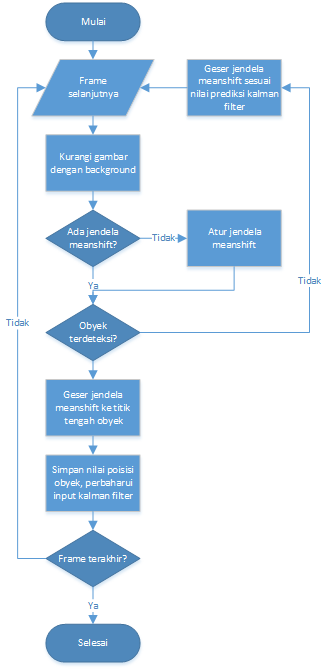 Mulai
Frame
selanjutnya
Geser jendela
meanshift sesuai
nilai prediksi kalman
filter
Kurangi gambar
dengan background
Ada jendela
meanshift?
Tidak
Atur jendela
meanshift
Ya
Tidak
Tidak
Obyek
terdeteksi?
Geser jendela
meanshift ke titik
tengah obyek
Simpan nilai poisisi
obyek, perbaharui
input kalman filter
Frame terakhir?
Ya
Selesai